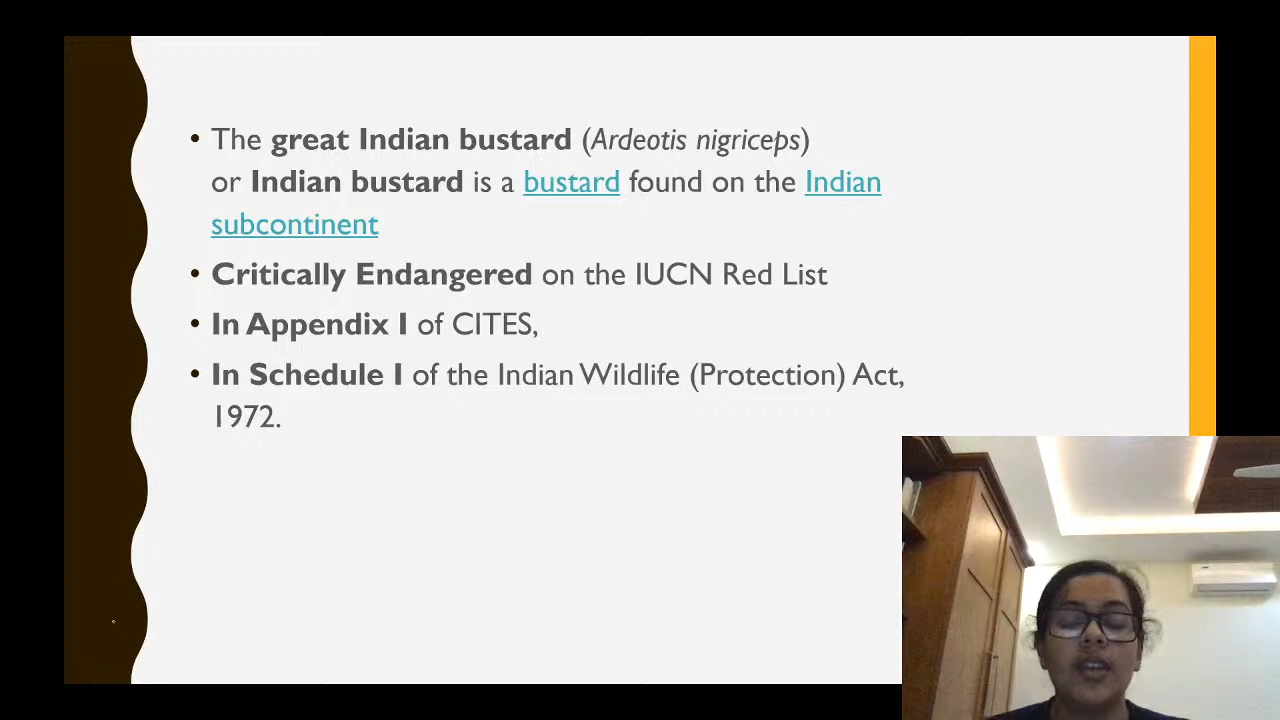 • The great Indian bustard (Ardeotis nigriceps)
or Indian bustard is a bustard found on the Indian
subcontinent
• Critically Endangered on the IUCN Red List
• In Appendix I of CITES,
• In Schedule I of the Indian Wildlife (Protection) Act,
1972.